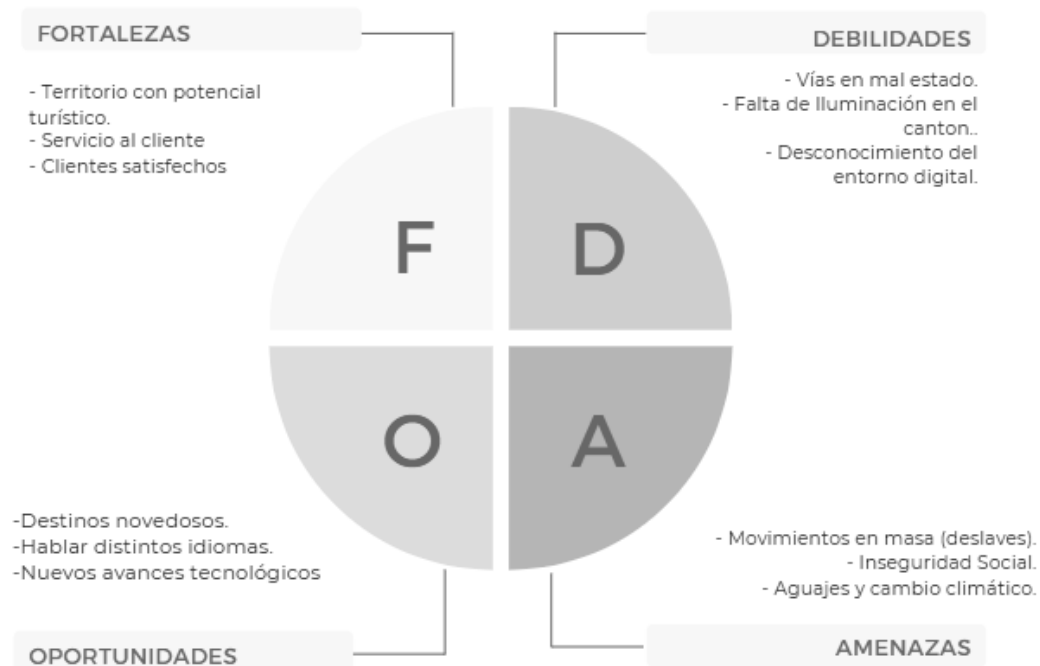 FORTALEZAS
- Territorio con potencial
turístico.
- Servicio al cliente
- Clientes satisfechos
DEBILIDADES
- Vías en mal estado.
- Falta de Iluminación en el
canton..
- Desconocimiento del
entorno digital.
F
D
O
A
-Destinos novedosos.
-Hablar distintos idiomas.
-Nuevos avances tecnológicos
OPORTUNIDADES
- Movimientos en masa (deslaves).
- Inseguridad Social.
- Aguajes y cambio climático.
AMENAZAS